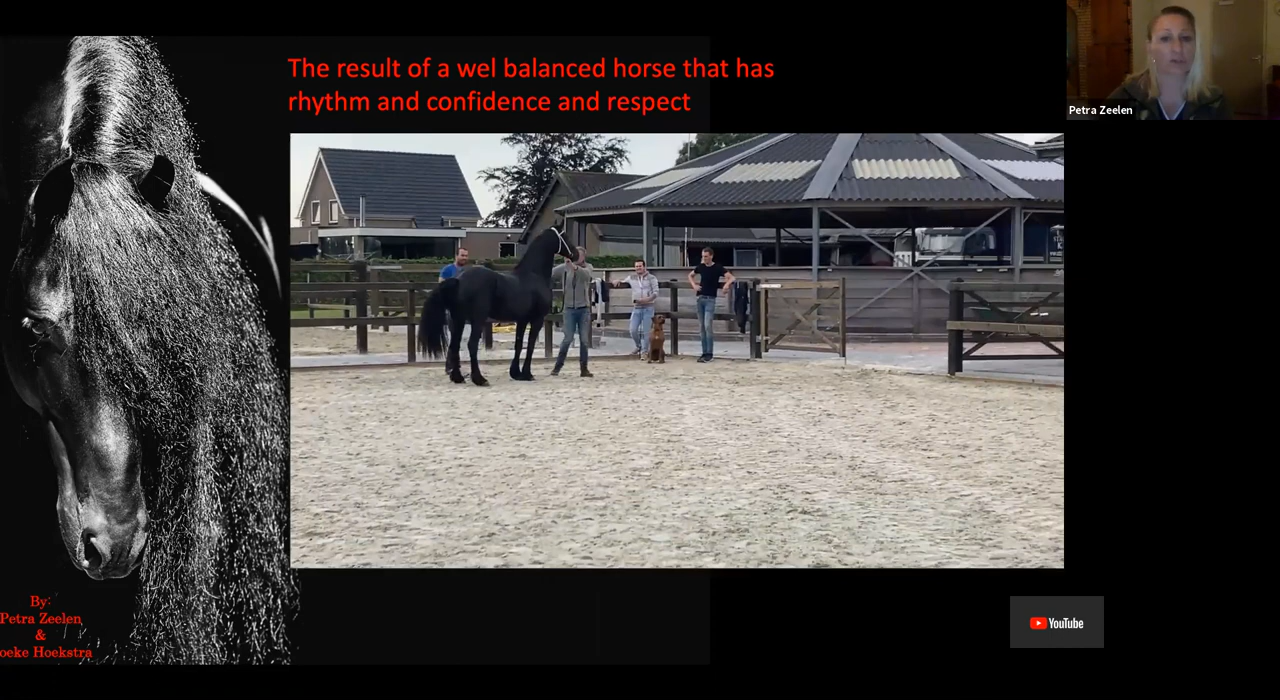 The result of a wel balanced horse that has
rhythm and confidence and respect
Petra Zeelen
By:
Petra Zeelen
&
oeke Hoekstra
YouTube